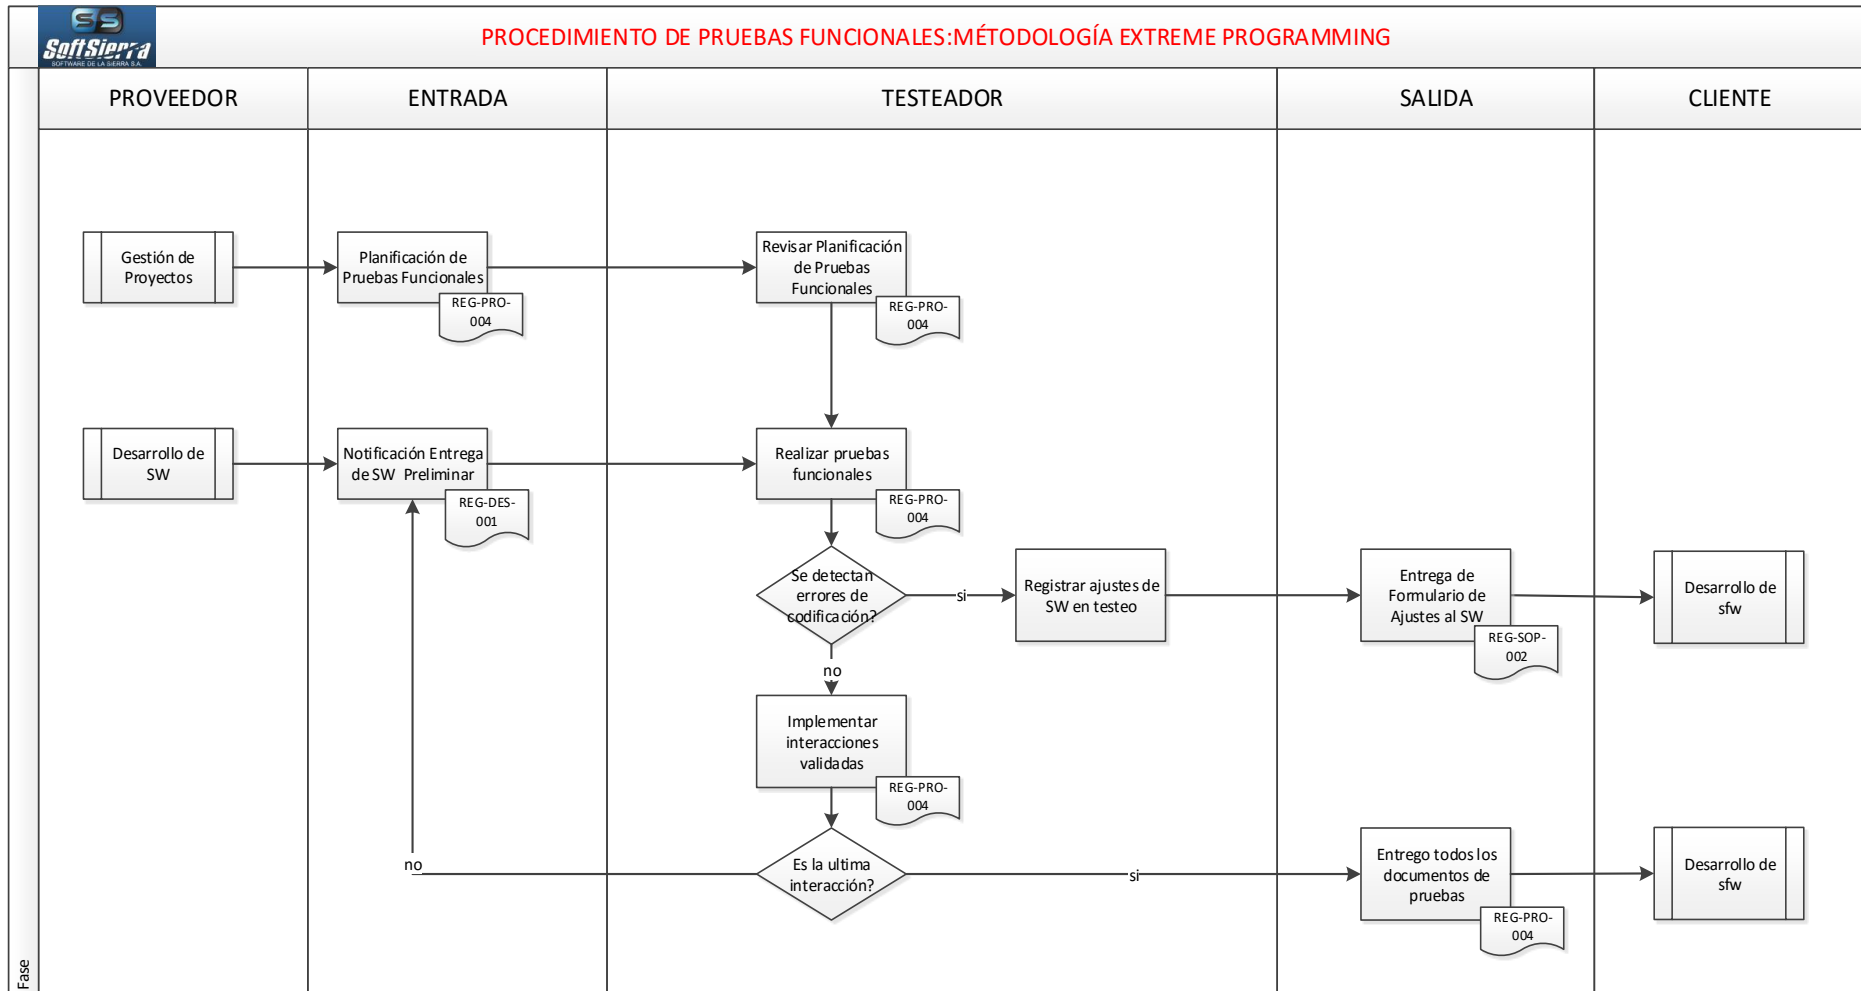 SS
SoftSierra
SOFTWARE DE LA SIERRA S.A.
PROCEDIMIENTO DE PRUEBAS FUNCIONALES:MÉTODOLOGÍA EXTREME PROGRAMMING
PROVEEDOR
ENTRADA
TESTEADOR
SALIDA
CLIENTE
Gestión de
Proyectos
Planificación de
Pruebas Funcionales
REG-PRO-
004
Revisar Planificación
de Pruebas
Funcionales
REG-PRO-
004
Desarrollo de
SW
Notificación Entrega
de SW Preliminar
REG-DES-
001
Realizar pruebas
funcionales
REG-PRO-
004
Se detectan
errores de
codificación?
si
Registrar ajustes de
SW en testeo
Entrega de
Formulario de
Ajustes al SW
REG-SOP-
002
Desarrollo de
sfw
no
Implementar
interacciones
validadas
REG-PRO-
004
no
Es la ultima
interacción?
si
Entrego todos los
documentos de
pruebas
REG-PRO-
004
Desarrollo de
sfw
Fase